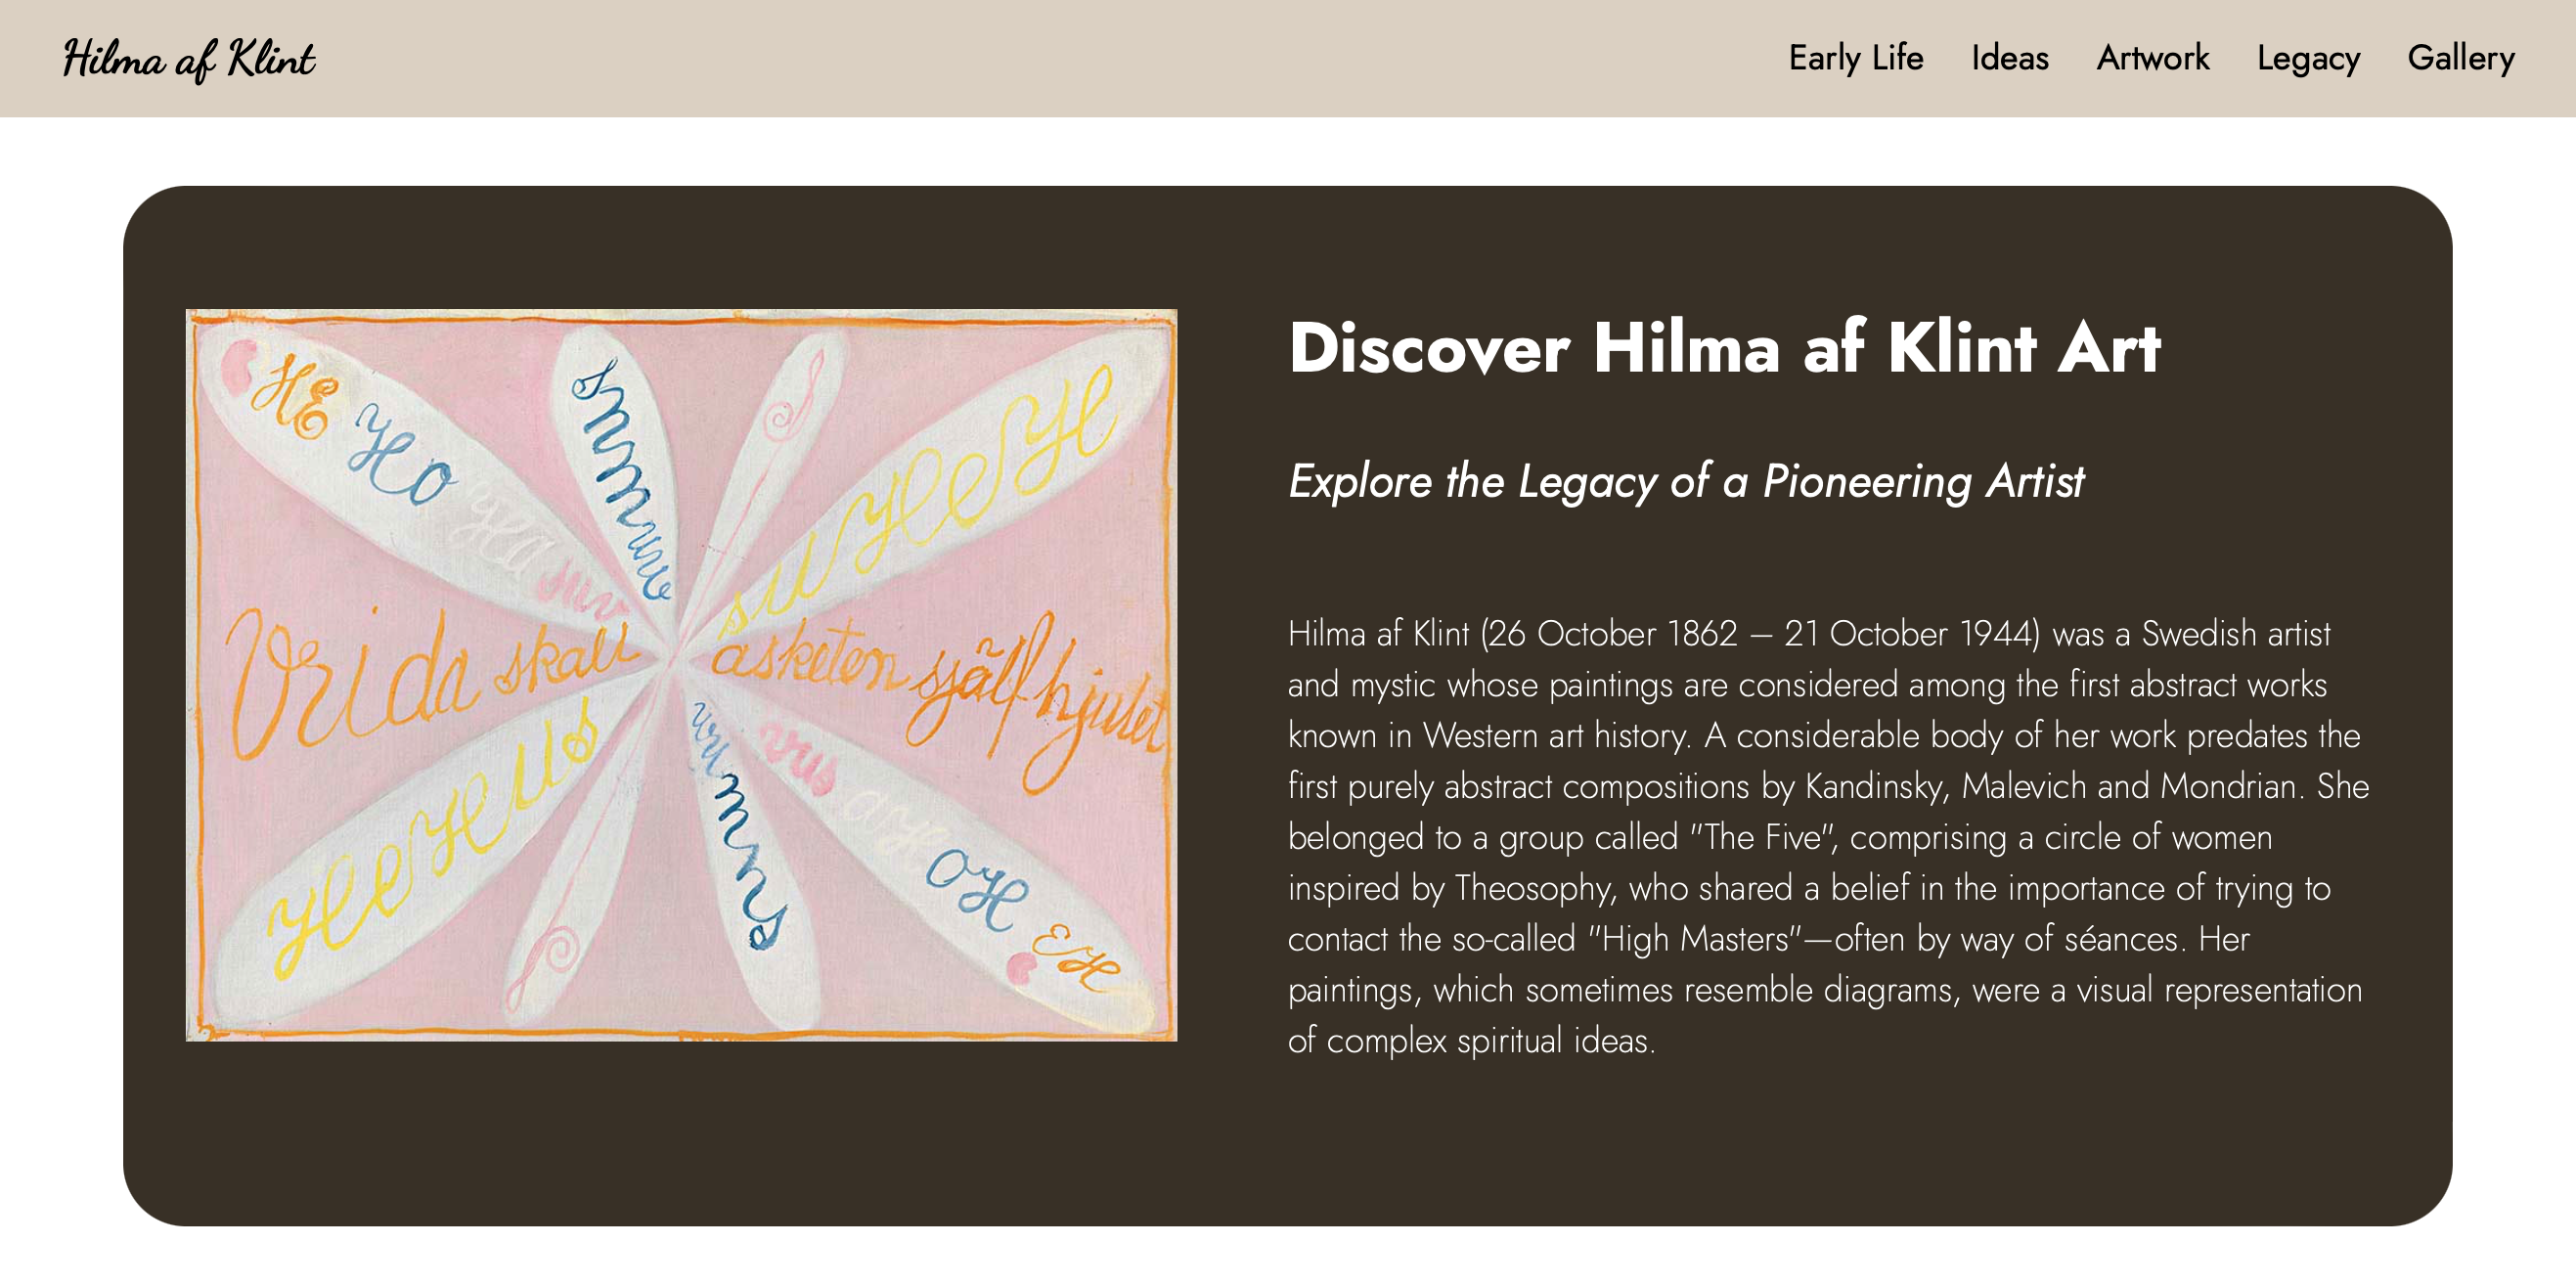 Hilma af Klint
Early Life Ideas Artwork Legacy Gallery
Discover Hilma af Klint Art
Explore the Legacy of a Pioneering Artist
Hilma af Klint (26 October 1862 – 21 October 1944) was a Swedish artist
and mystic whose paintings are considered among the first abstract works
known in Western art history. A considerable body of her work predates the
first purely abstract compositions by Kandinsky, Malevich and Mondrian. She
belonged to a group called "The Five", comprising a circle of women
inspired by Theosophy, who shared a belief in the importance of trying to
contact the so-called "High Masters"—often by way of séances. Her
paintings, which sometimes resemble diagrams, were a visual representation
of complex spiritual ideas.
Vrida skall asketen själf hjulet